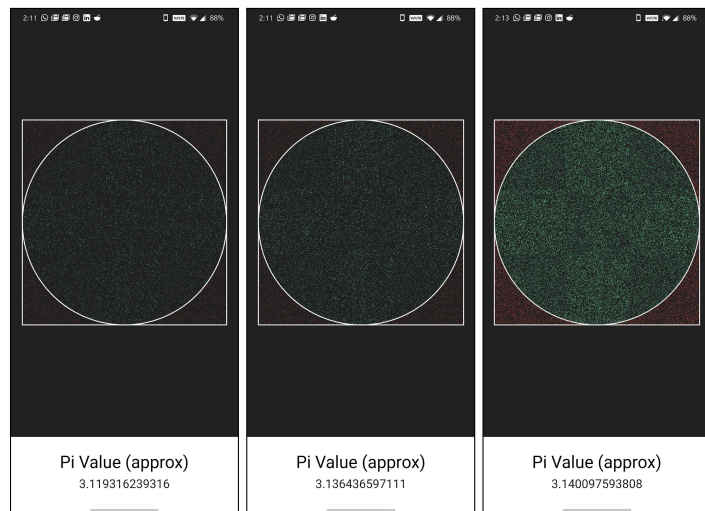 2:11 88%
Pi Value (approx)
3.119316239316
2:11 88%
Pi Value (approx)
3.136436597111
2:13 88%
Pi Value (approx)
3.140097593808